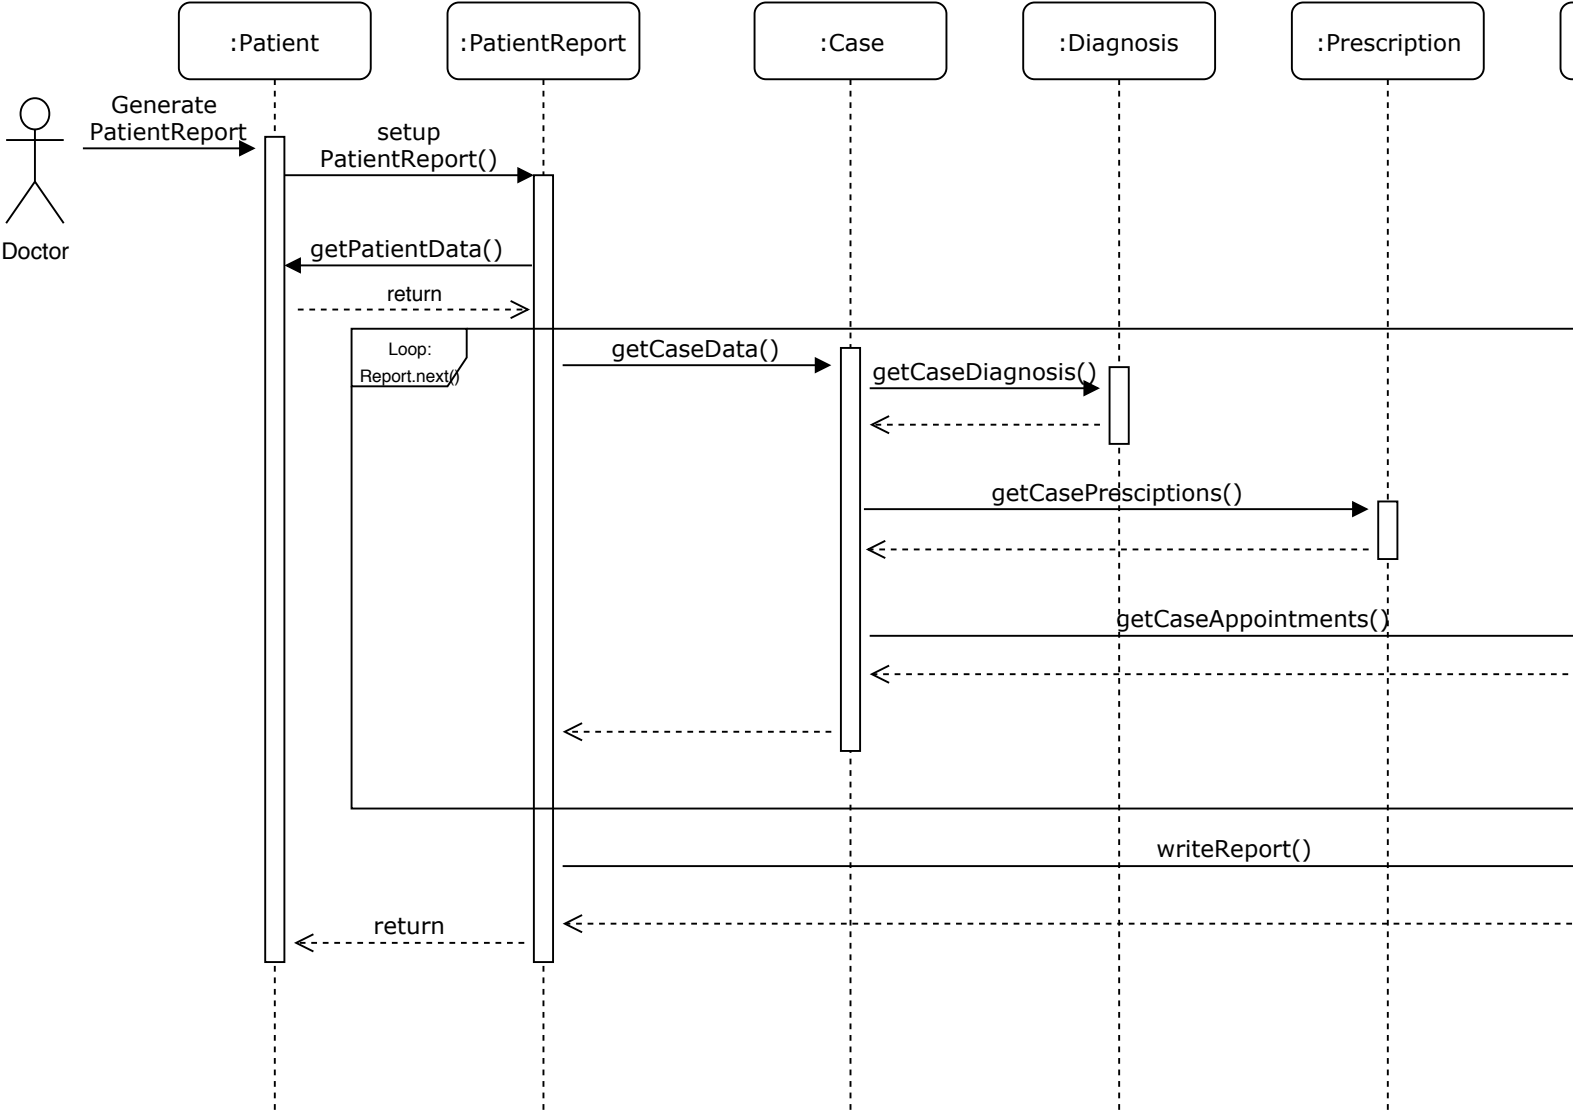 :Patient
:PatientReport
:Case
:Diagnosis
:Prescription
Generate
PatientReport
setup
PatientReport()
Doctor
getPatientData()
return
Loop:
Report.next()
getCaseData()
getCaseDiagnosis()
getCasePresciptions()
getCaseAppointments()
writeReport()
return